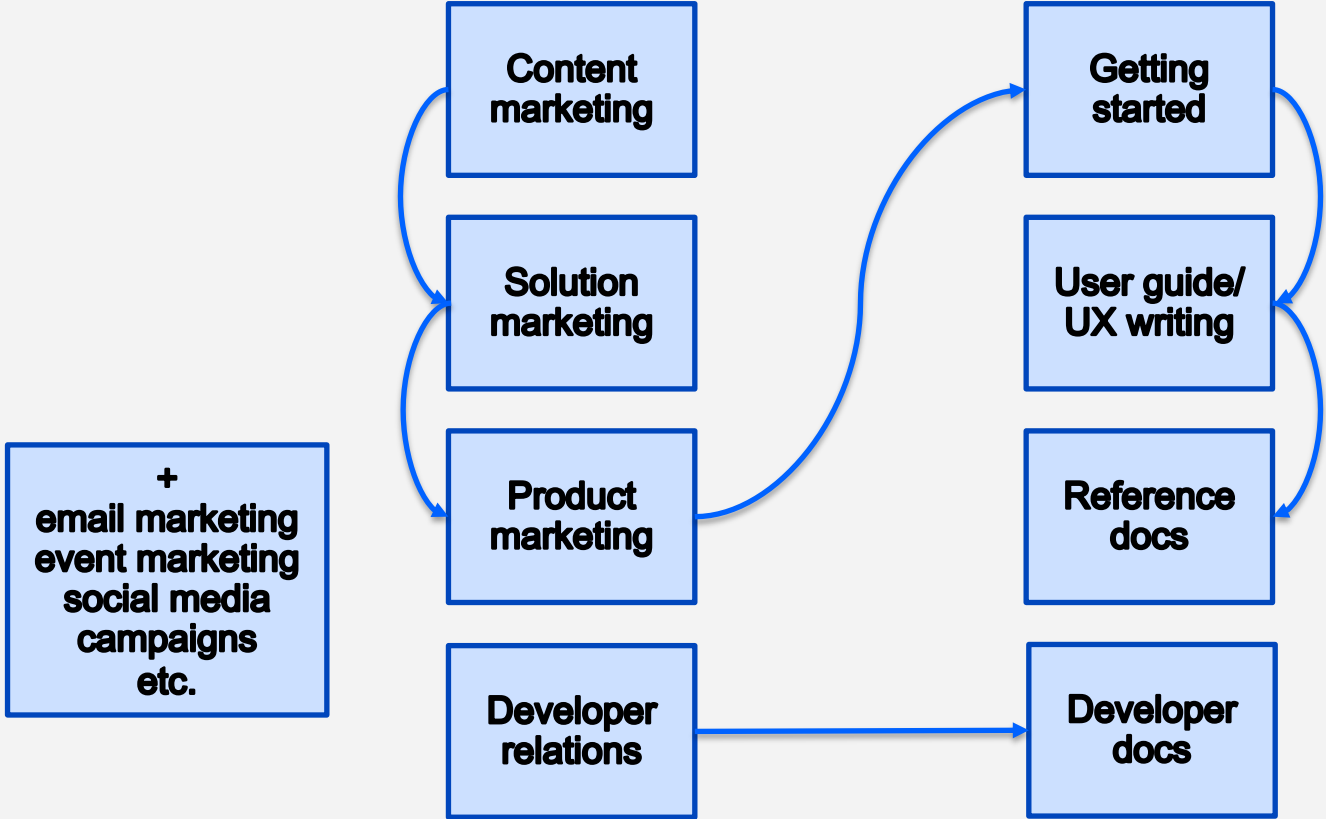 Content
marketing
Getting
started
Solution
marketing
User guide/
UX writing
+
email marketing
event marketing
social media
campaigns
etc.
Product
marketing
Reference
docs
Developer
relations
Developer
docs